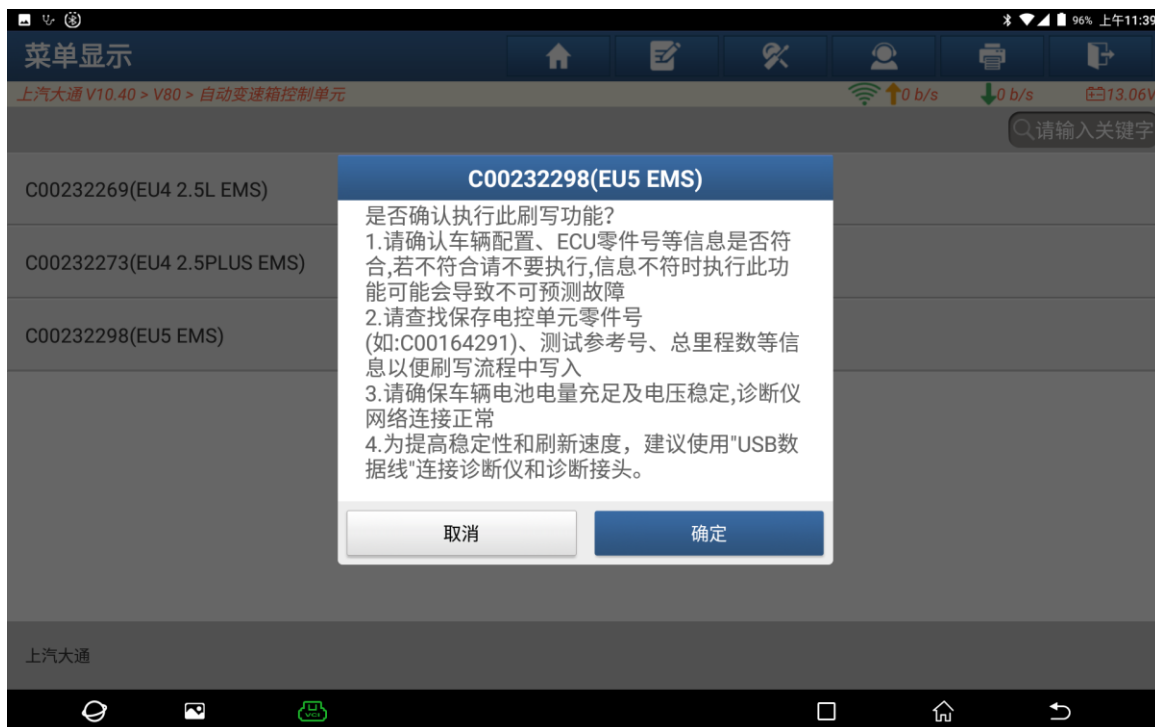 96% 上午11:39
菜单显示
上汽大通 V10.40 > V80 > 自动变速箱控制单元
0 b/s 0 b/s 13.06V
请输入关键字
C00232269(EU4 2.5L EMS)
C00232273(EU4 2.5PLUS EMS)
C00232298(EU5 EMS)
C00232298(EU5 EMS)
是否确认执行此刷写功能？
1.请确认车辆配置、ECU零件号等信息是否符
合,若不符合请不要执行,信息不符时执行此功
能可能会导致不可预测故障
2.请查找保存电控单元零件号
(如:C00164291)、测试参考号、总里程数等信
息以便刷写流程中写入
3.请确保车辆电池电量充足及电压稳定,诊断仪
网络连接正常
4.为提高稳定性和刷新速度，建议使用"USB数
据线"连接诊断仪和诊断接头。
取消 确定
上汽大通
VCI